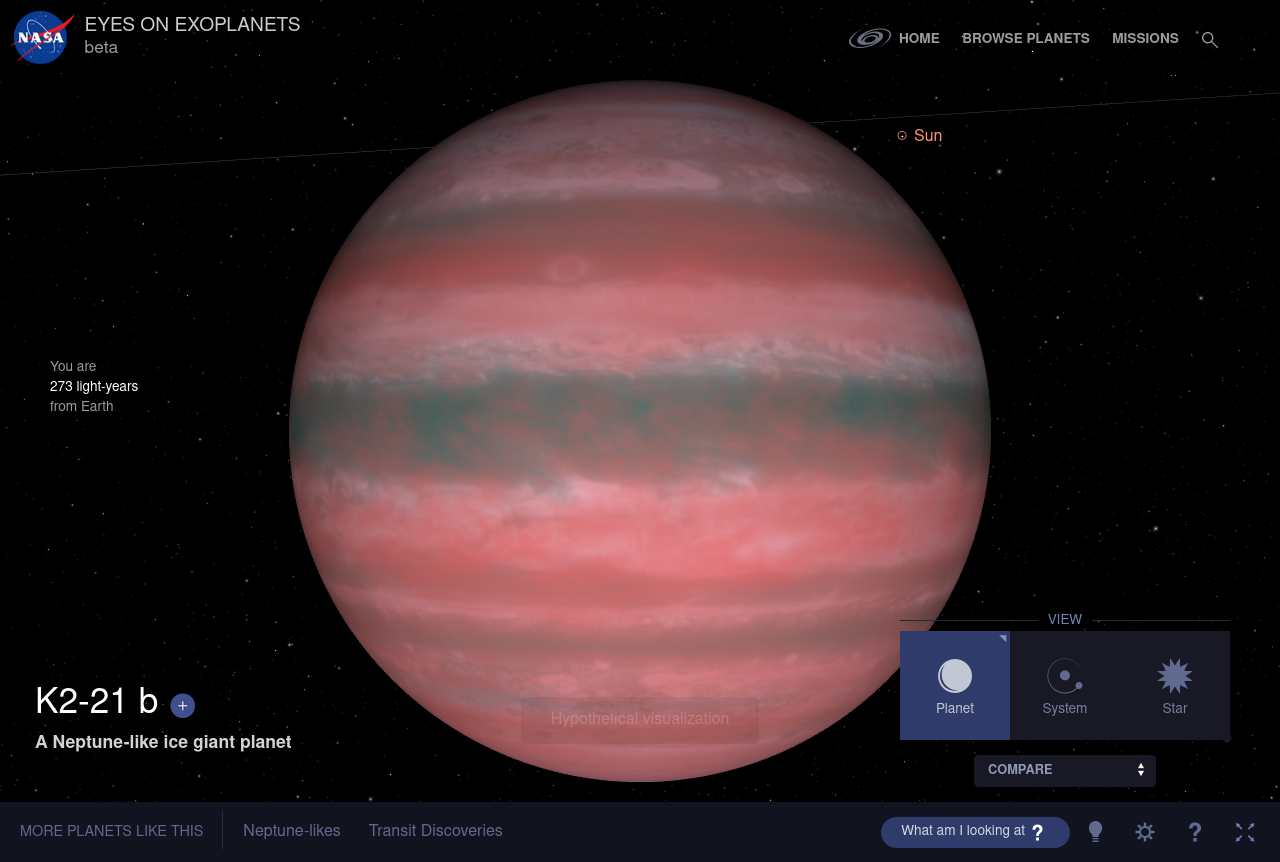 NASA
EYES ON EXOPLANETS
beta
HOME
BROWSE PLANETS
MISSIONS
Sun
You are
273 light-years
from Earth
VIEW
Planet
System
Star
K2-21 b +
A Neptune-like ice giant planet
Hypothetical visualization
COMPARE
MORE PLANETS LIKE THIS
Neptune-likes
Transit Discoveries
What am I looking at ?
?